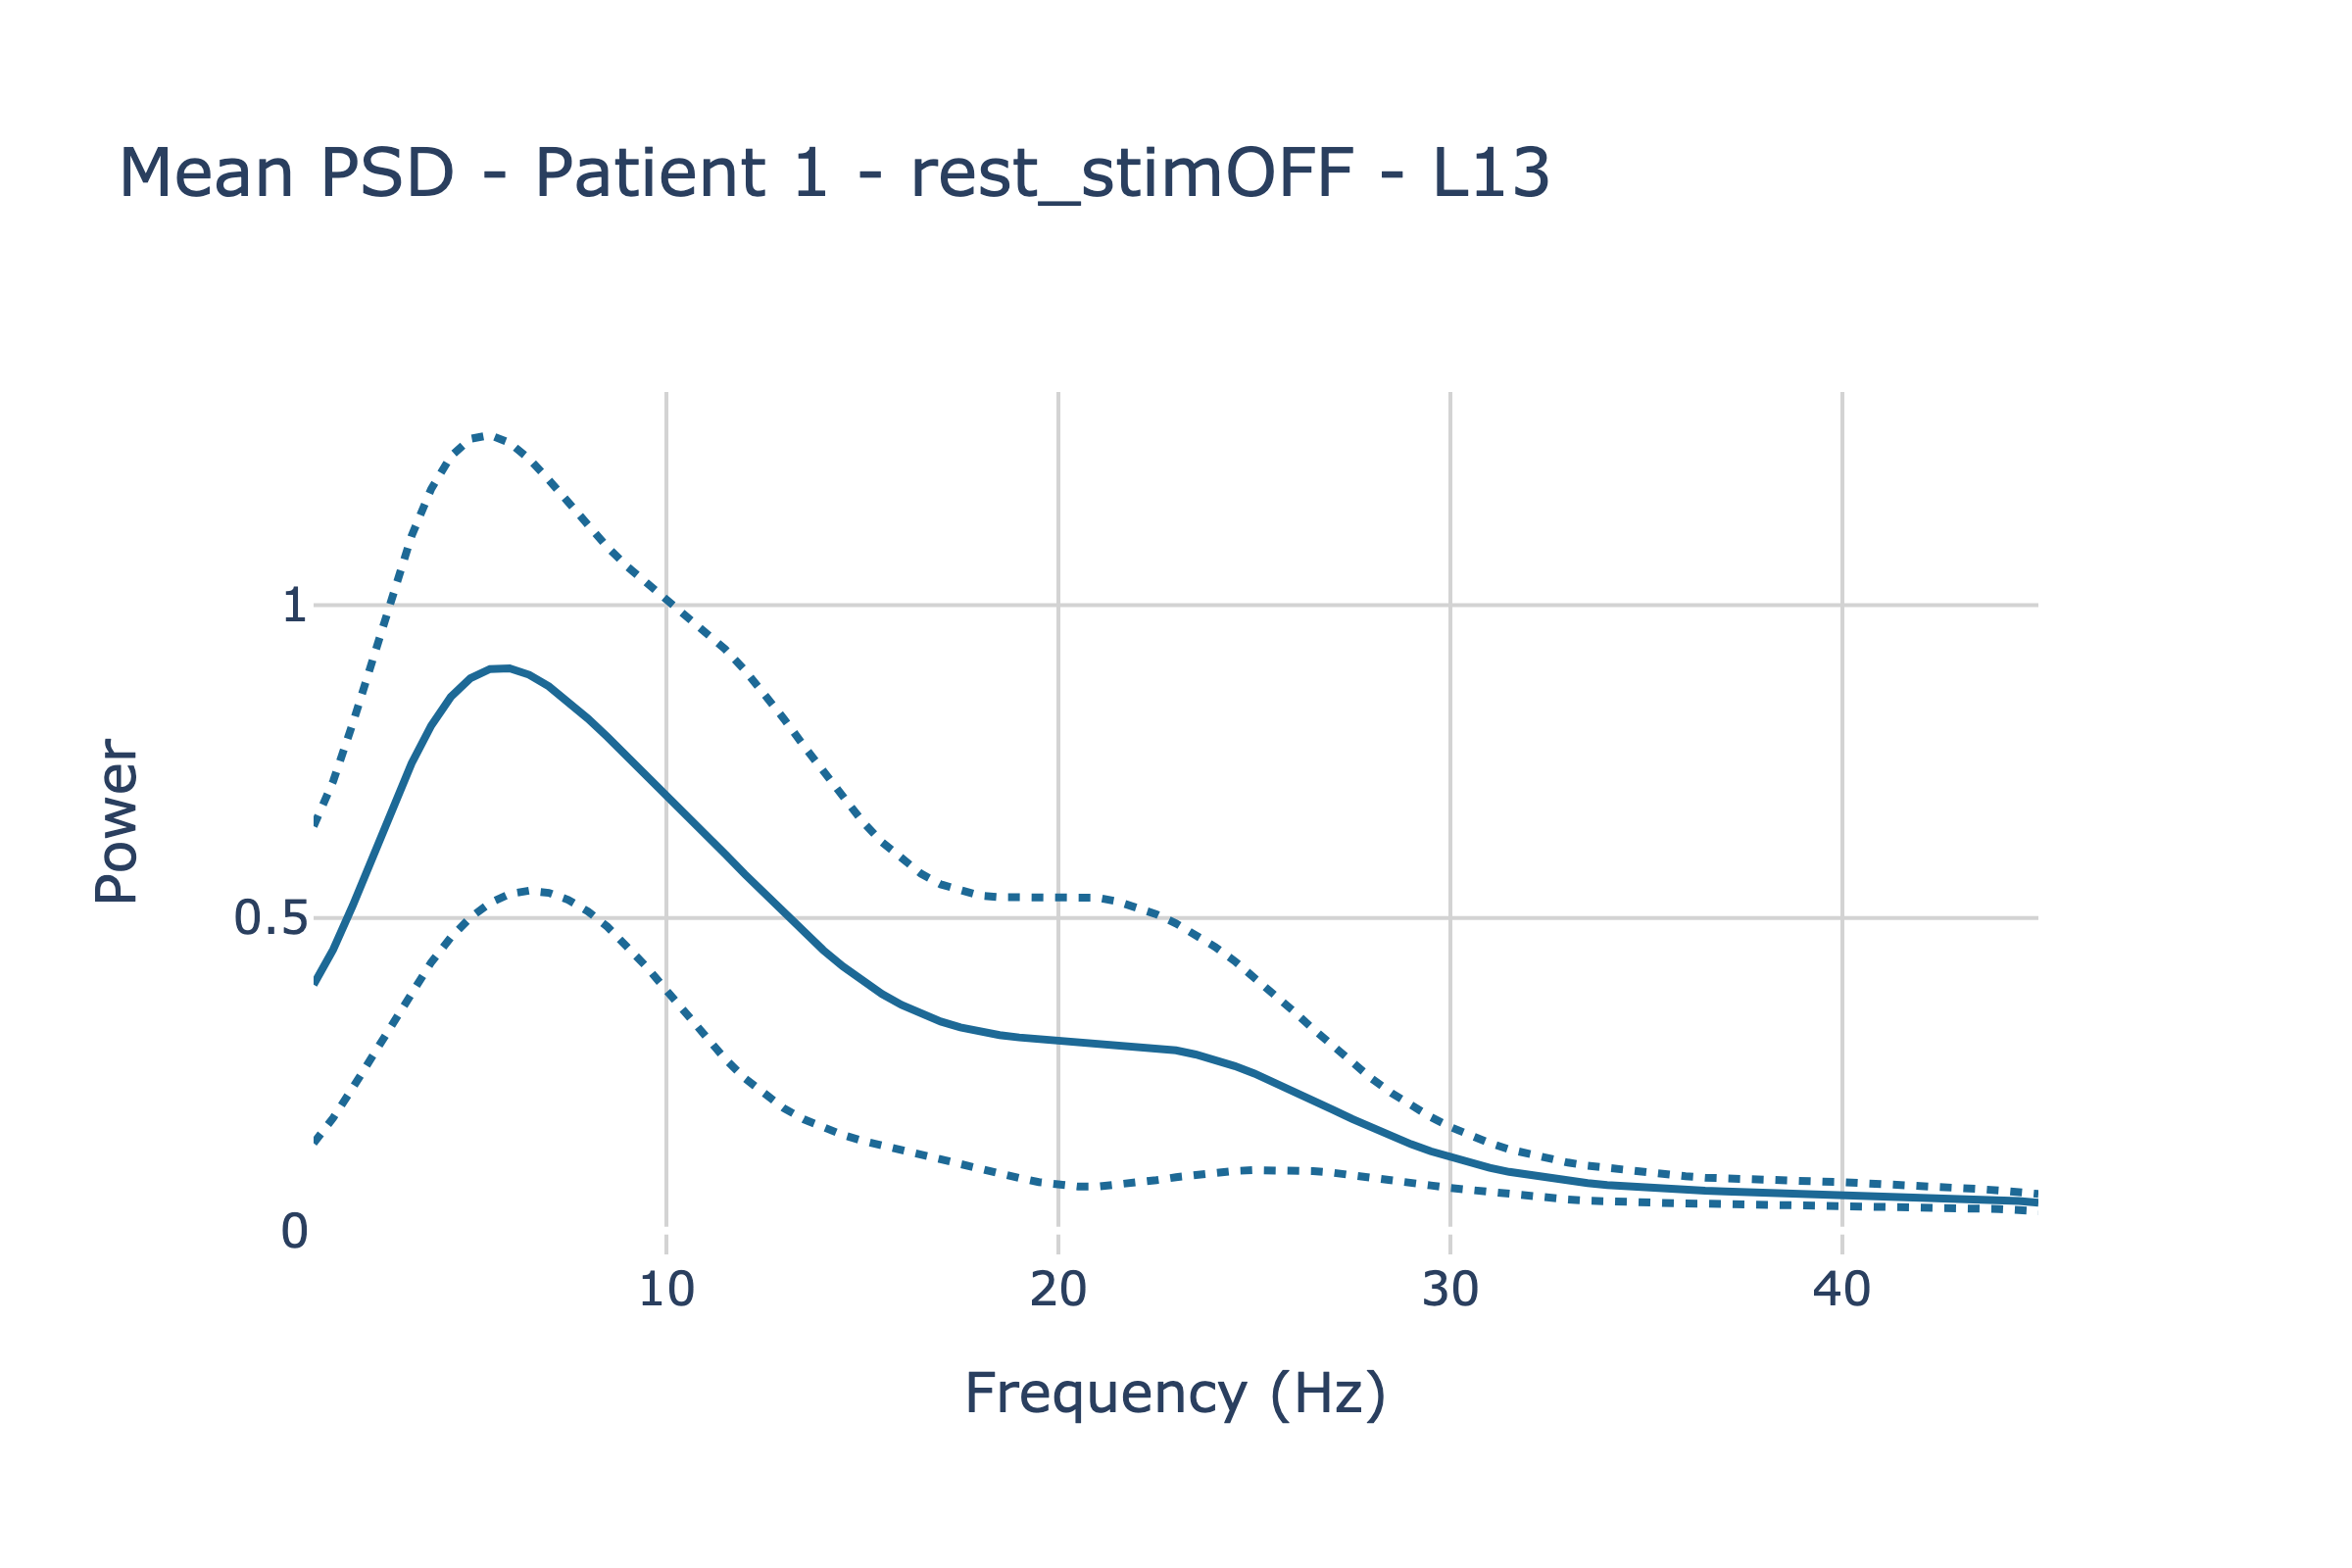 Mean PSD - Patient 1 - rest_stimOFF - L13
1
0.5
0
Power
10 20 30 40
Frequency (Hz)